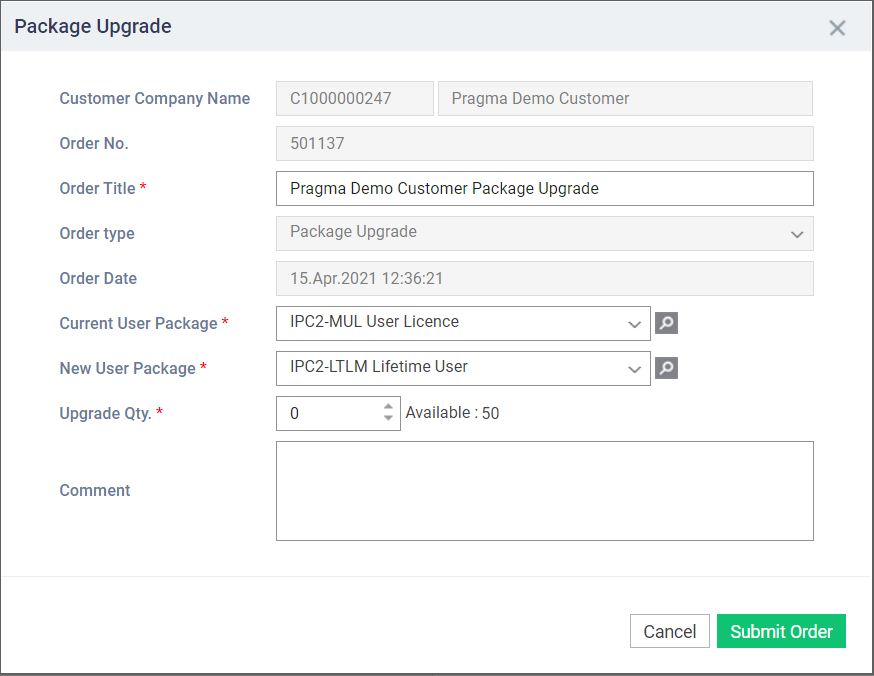 Package Upgrade
Customer Company Name C1000000247 Pragma Demo Customer
Order No. 501137
Order Title * Pragma Demo Customer Package Upgrade
Order type Package Upgrade
Order Date 15.Apr.2021 12:36:21
Current User Package * IPC2-MUL User Licence
New User Package * IPC2-LTLM Lifetime User
Upgrade Qty. * 0 Available : 50
Comment
Cancel Submit Order